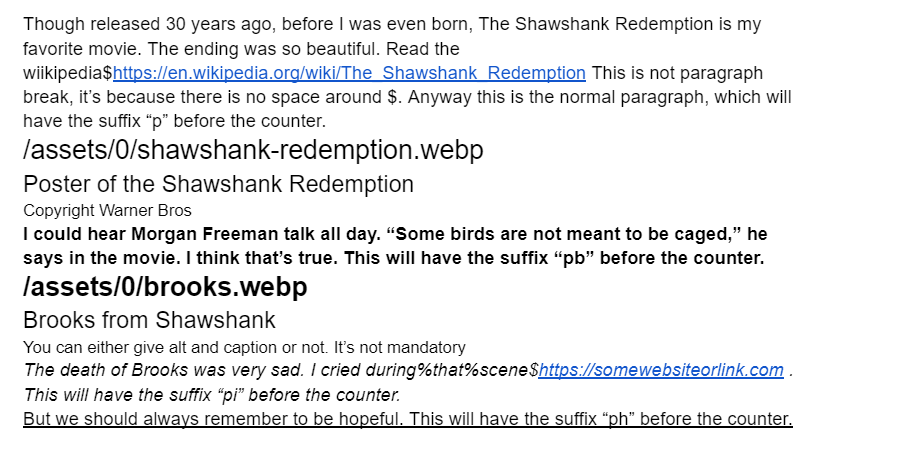 Though released 30 years ago, before I was even born, The Shawshank Redemption is my
favorite movie. The ending was so beautiful. Read the
wiikipedia$https://en.wikipedia.org/wiki/The_Shawshank_Redemption This is not paragraph
break, it’s because there is no space around $. Anyway this is the normal paragraph, which will
have the suffix “p” before the counter.
/assets/0/shawshank-redemption.webp
Poster of the Shawshank Redemption
Copyright Warner Bros
I could hear Morgan Freeman talk all day. “Some birds are not meant to be caged,” he
says in the movie. I think that’s true. This will have the suffix “pb” before the counter.
/assets/0/brooks.webp
Brooks from Shawshank
You can either give alt and caption or not. It’s not mandatory
The death of Brooks was very sad. I cried during%that%scene$https://somewebsiteorlink.com .
This will have the suffix “pi” before the counter.
But we should always remember to be hopeful. This will have the suffix “ph” before the counter.